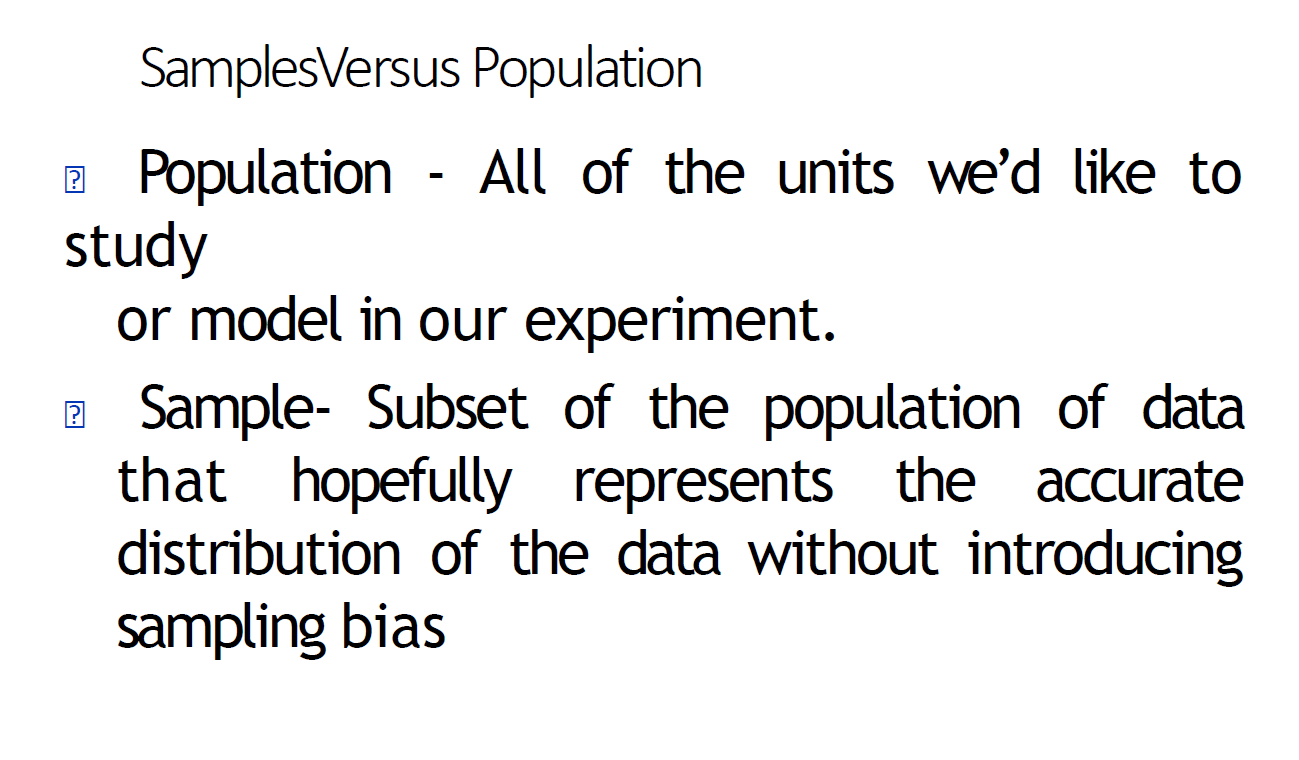 SamplesVersus Population
Population - All of the units we’d like to
study
or model in our experiment.
Sample- Subset of the population of data
that hopefully represents the accurate
distribution of the data without introducing
sampling bias